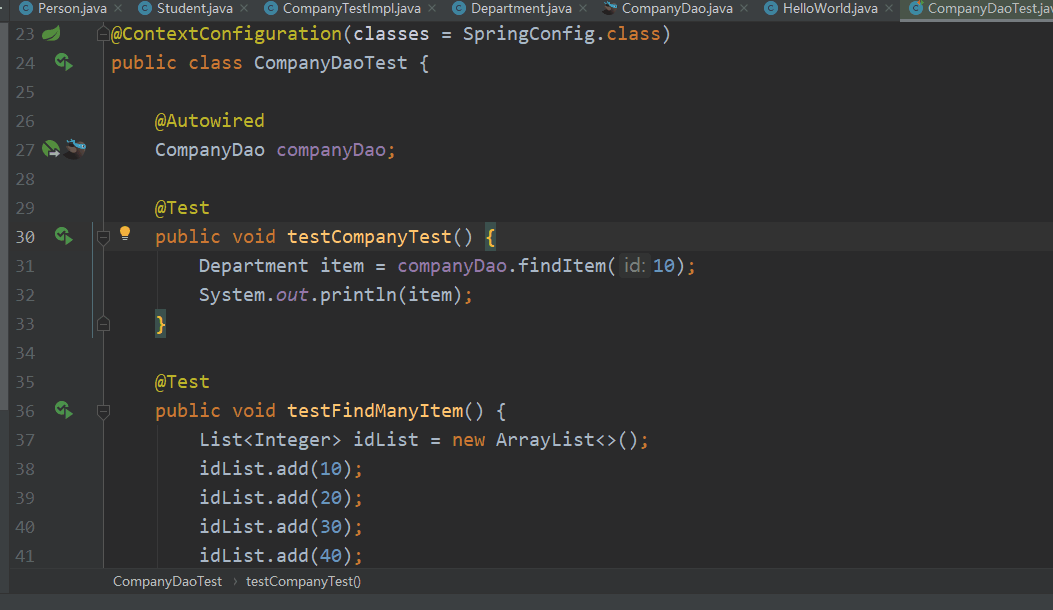 Person.java Student.java CompanyTestImpl.java Department.java CompanyDao.java HelloWorld.java CompanyDaoTest.jav
23 @ContextConfiguration(classes = SpringConfig.class)
24 public class CompanyDaoTest {
25
26 @Autowired
27 CompanyDao companyDao;
28
29 @Test
30 public void testCompanyTest() {
31 Department item = companyDao.findItem( id: 10);
32 System.out.println(item);
33 }
34
35 @Test
36 public void testFindManyItem() {
37 List<Integer> idList = new ArrayList<>();
38 idList.add(10);
39 idList.add(20);
40 idList.add(30);
41 idList.add(40);
CompanyDaoTest › testCompanyTest()